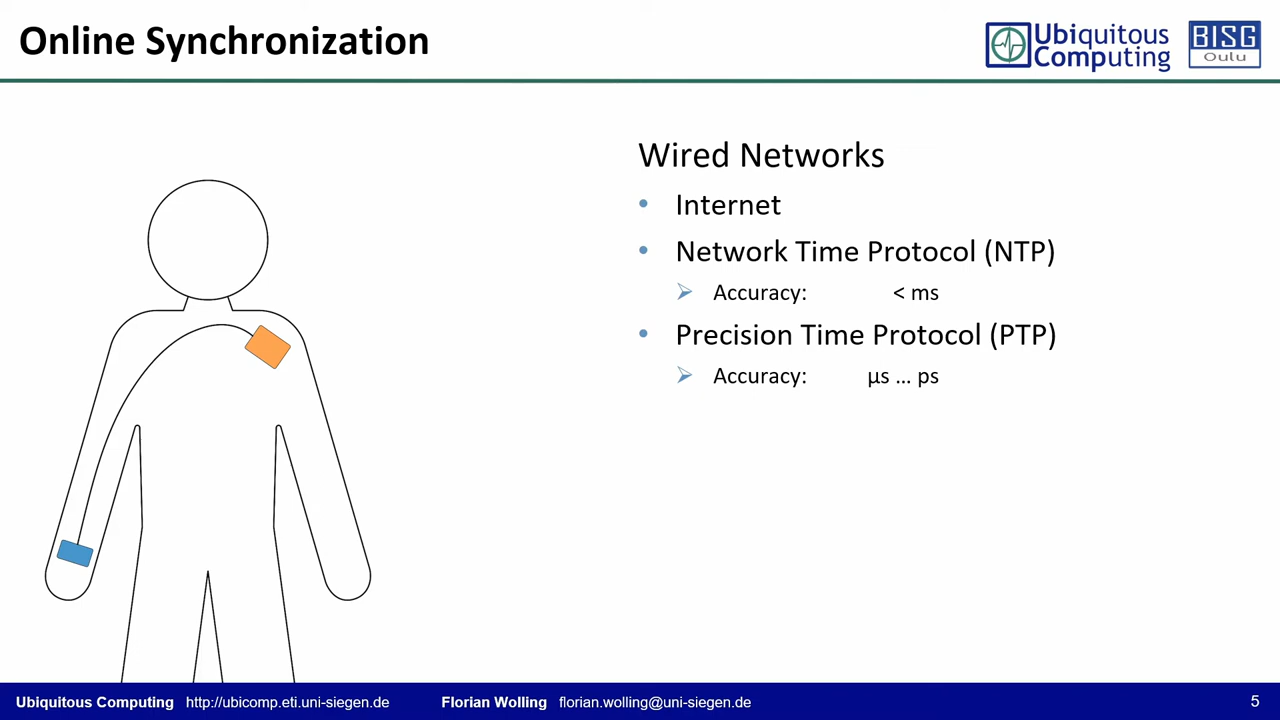 Online Synchronization
Ubiquitous
Computing
BISG
Oulu
Wired Networks
• Internet
• Network Time Protocol (NTP)
➢ Accuracy: < ms
• Precision Time Protocol (PTP)
➢ Accuracy: µs ... ps
Ubiquitous Computing http://ubicomp.eti.uni-siegen.de Florian Wolling florian.wolling@uni-siegen.de 5